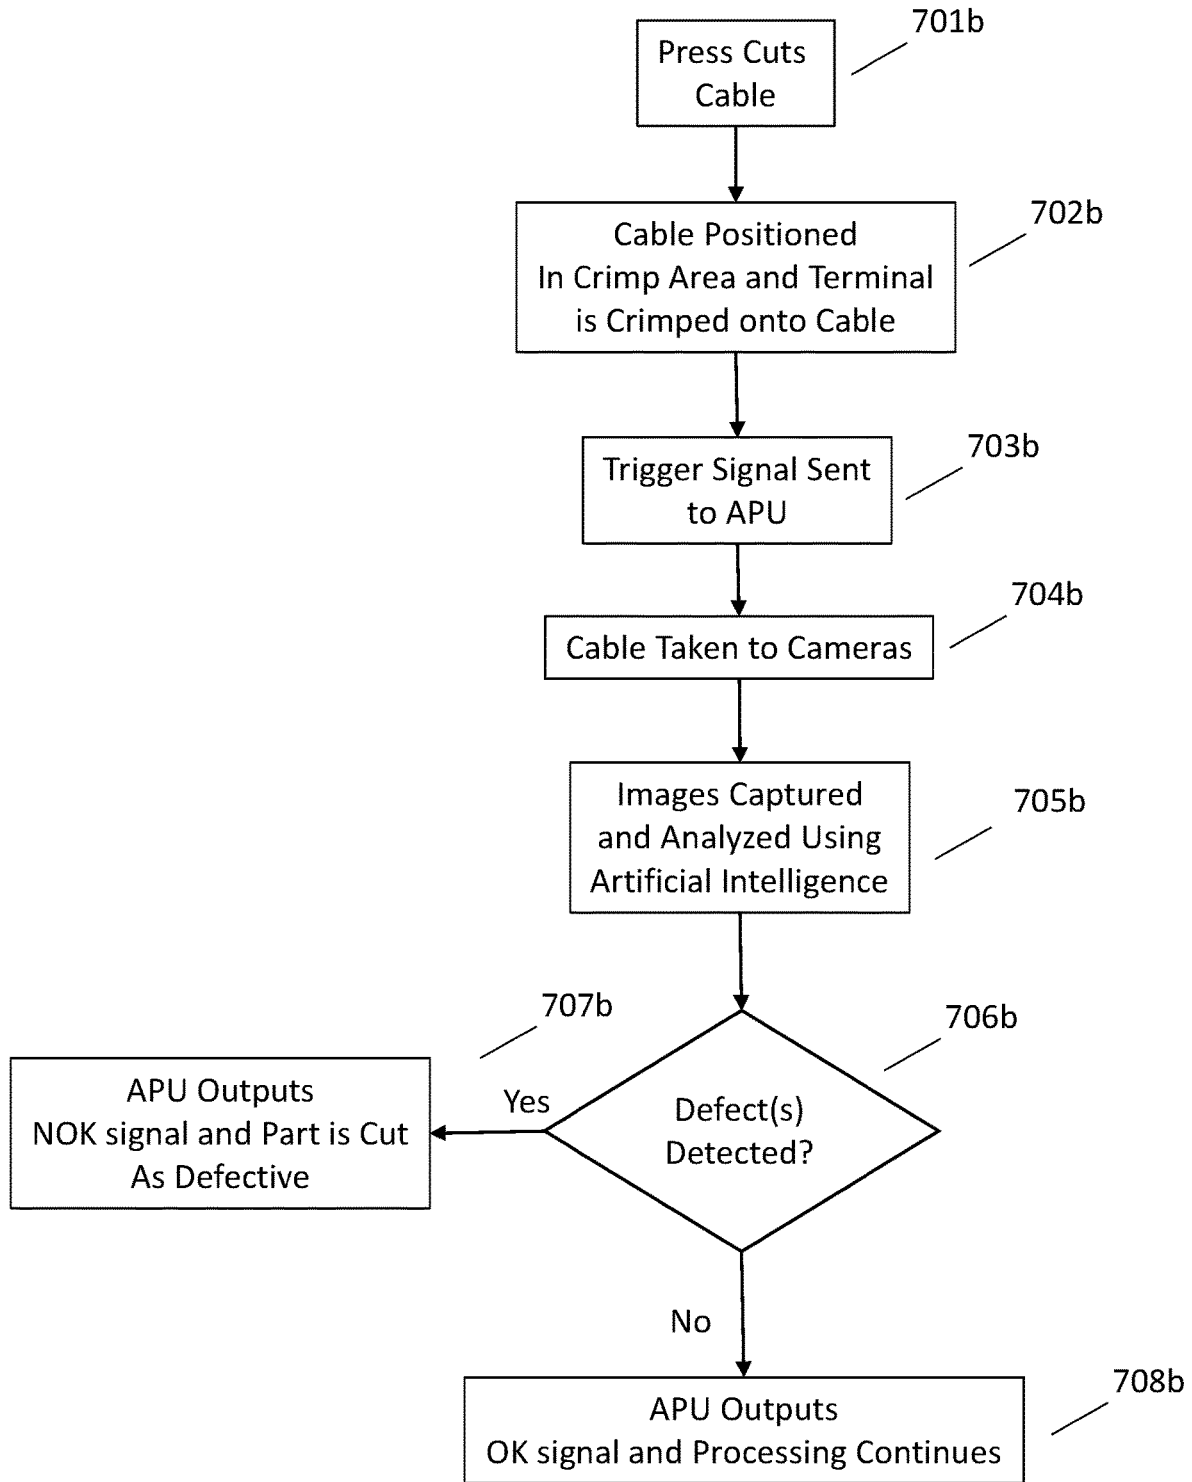 701b
Press Cuts
Cable
702b
Cable Positioned
In Crimp Area and Terminal
is Crimped onto Cable
703b
Trigger Signal Sent
to APU
704b
Cable Taken to Cameras
705b
Images Captured
and Analyzed Using
Artificial Intelligence
706b
Defect(s)
Detected?
Yes
707b
APU Outputs
NOK signal and Part is Cut
As Defective
No
708b
APU Outputs
OK signal and Processing Continues